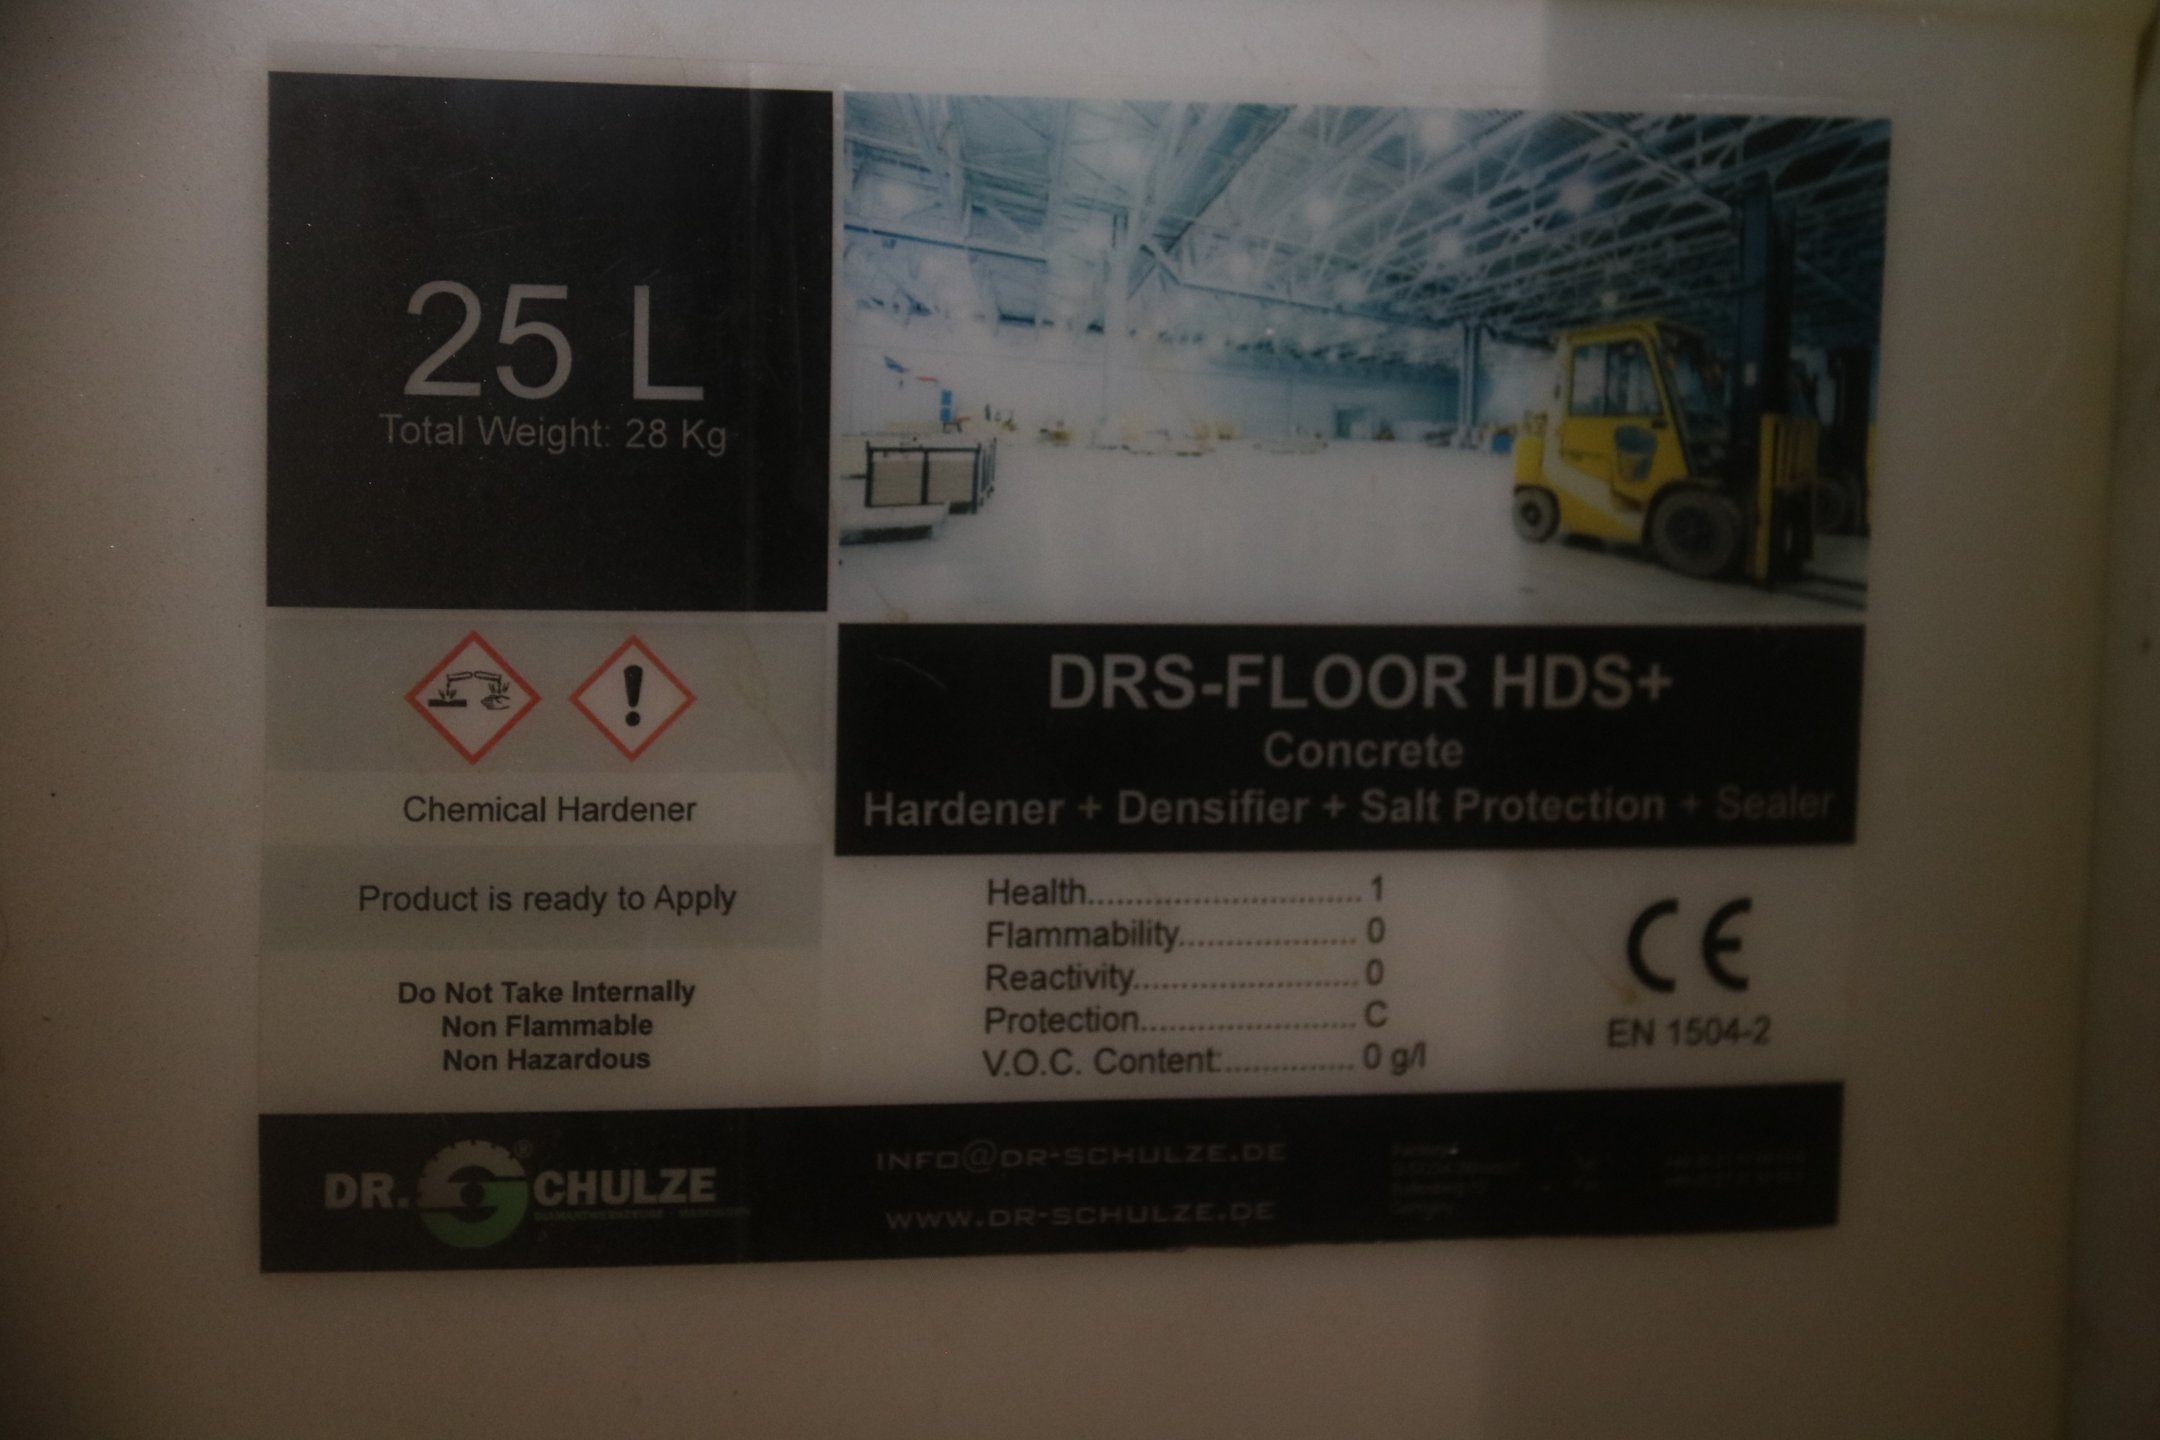 25 L
Total Weight: 28 Kg
Chemical Hardener
Product is ready to Apply
Do Not Take Internally
Non Flammable
Non Hazardous
DRS-FLOOR HDS+
Concrete
Hardener + Densifier + Salt Protection + Sealer
Health............................. 1
Flammability................... 0
Reactivity........................ 0
Protection....................... C
V.O.C. Content:.............. 0 g/l
CE
EN 1504-2
DR. SCHULZE®
INFO@DR-SCHULZE.DE
WWW.DR-SCHULZE.DE